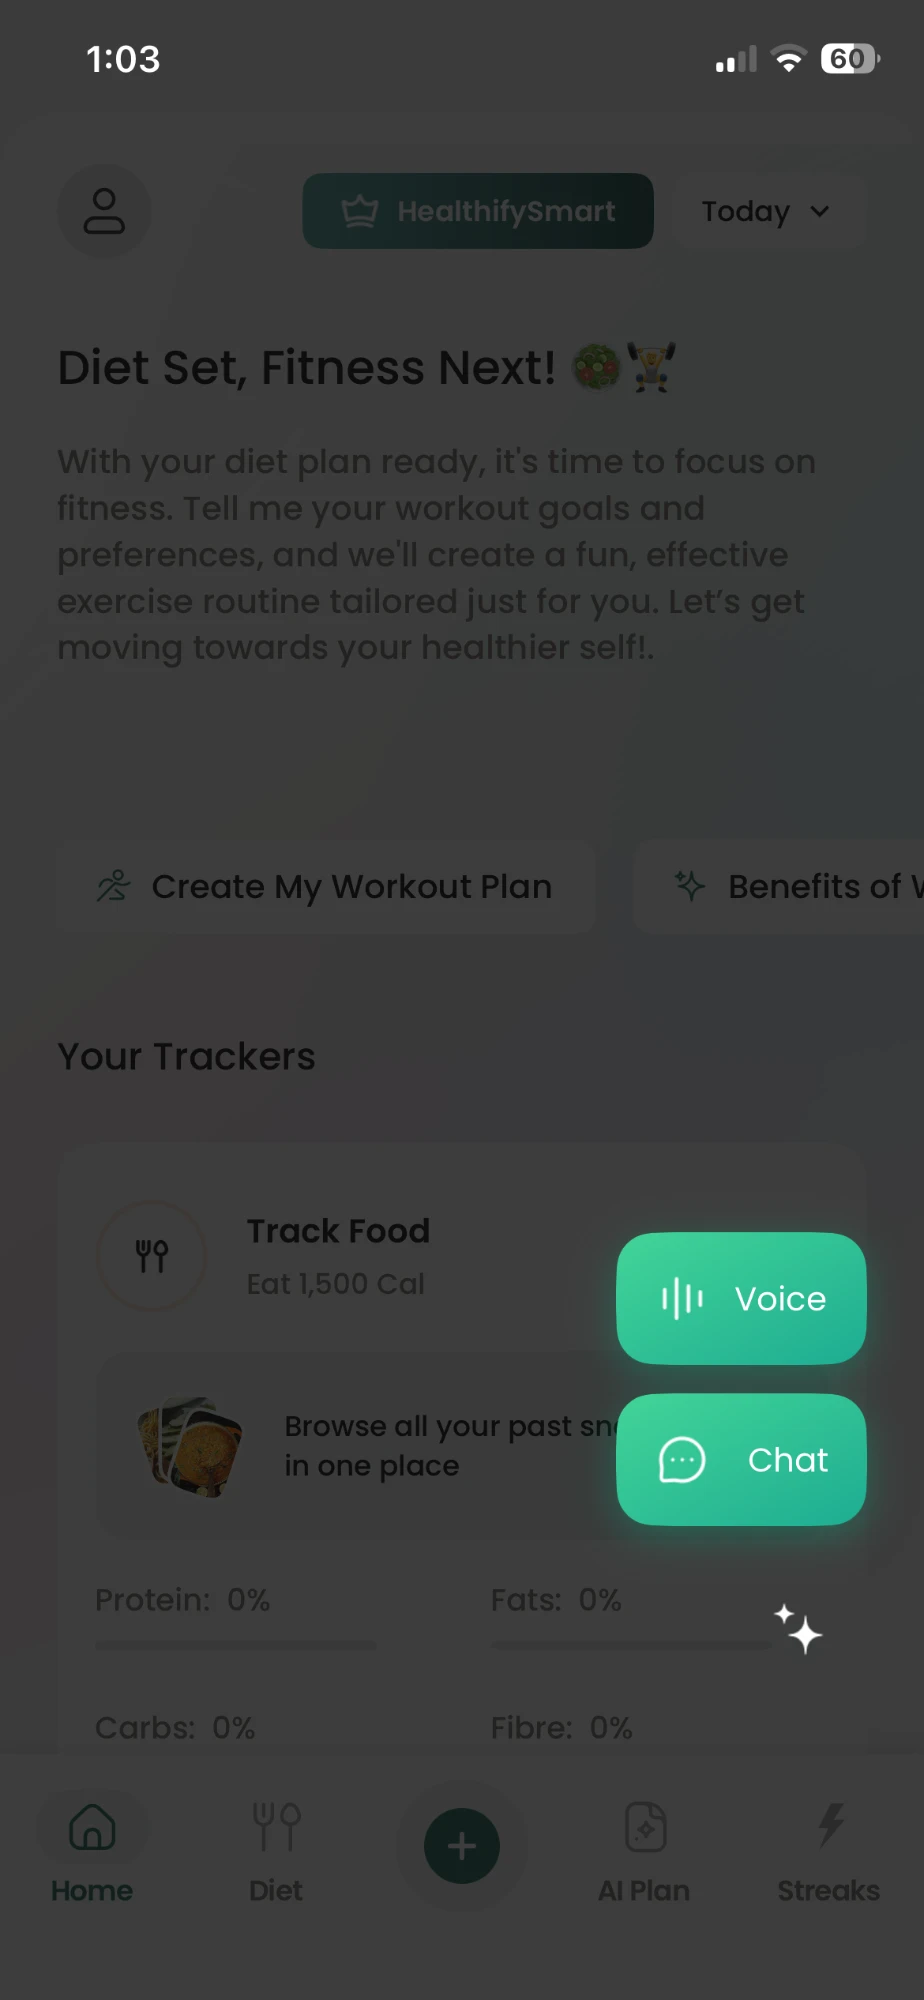 1:03
60
HealthifySmart
Today
Diet Set, Fitness Next!
With your diet plan ready, it's time to focus on
fitness. Tell me your workout goals and
preferences, and we'll create a fun, effective
exercise routine tailored just for you. Let’s get
moving towards your healthier self!.
Create My Workout Plan
Benefits of
Your Trackers
Track Food
Eat 1,500 Cal
Voice
Browse all your past
in one place
Chat
Protein: 0%
Fats: 0%
Carbs: 0%
Fibre: 0%
Home
Diet
AI Plan
Streaks